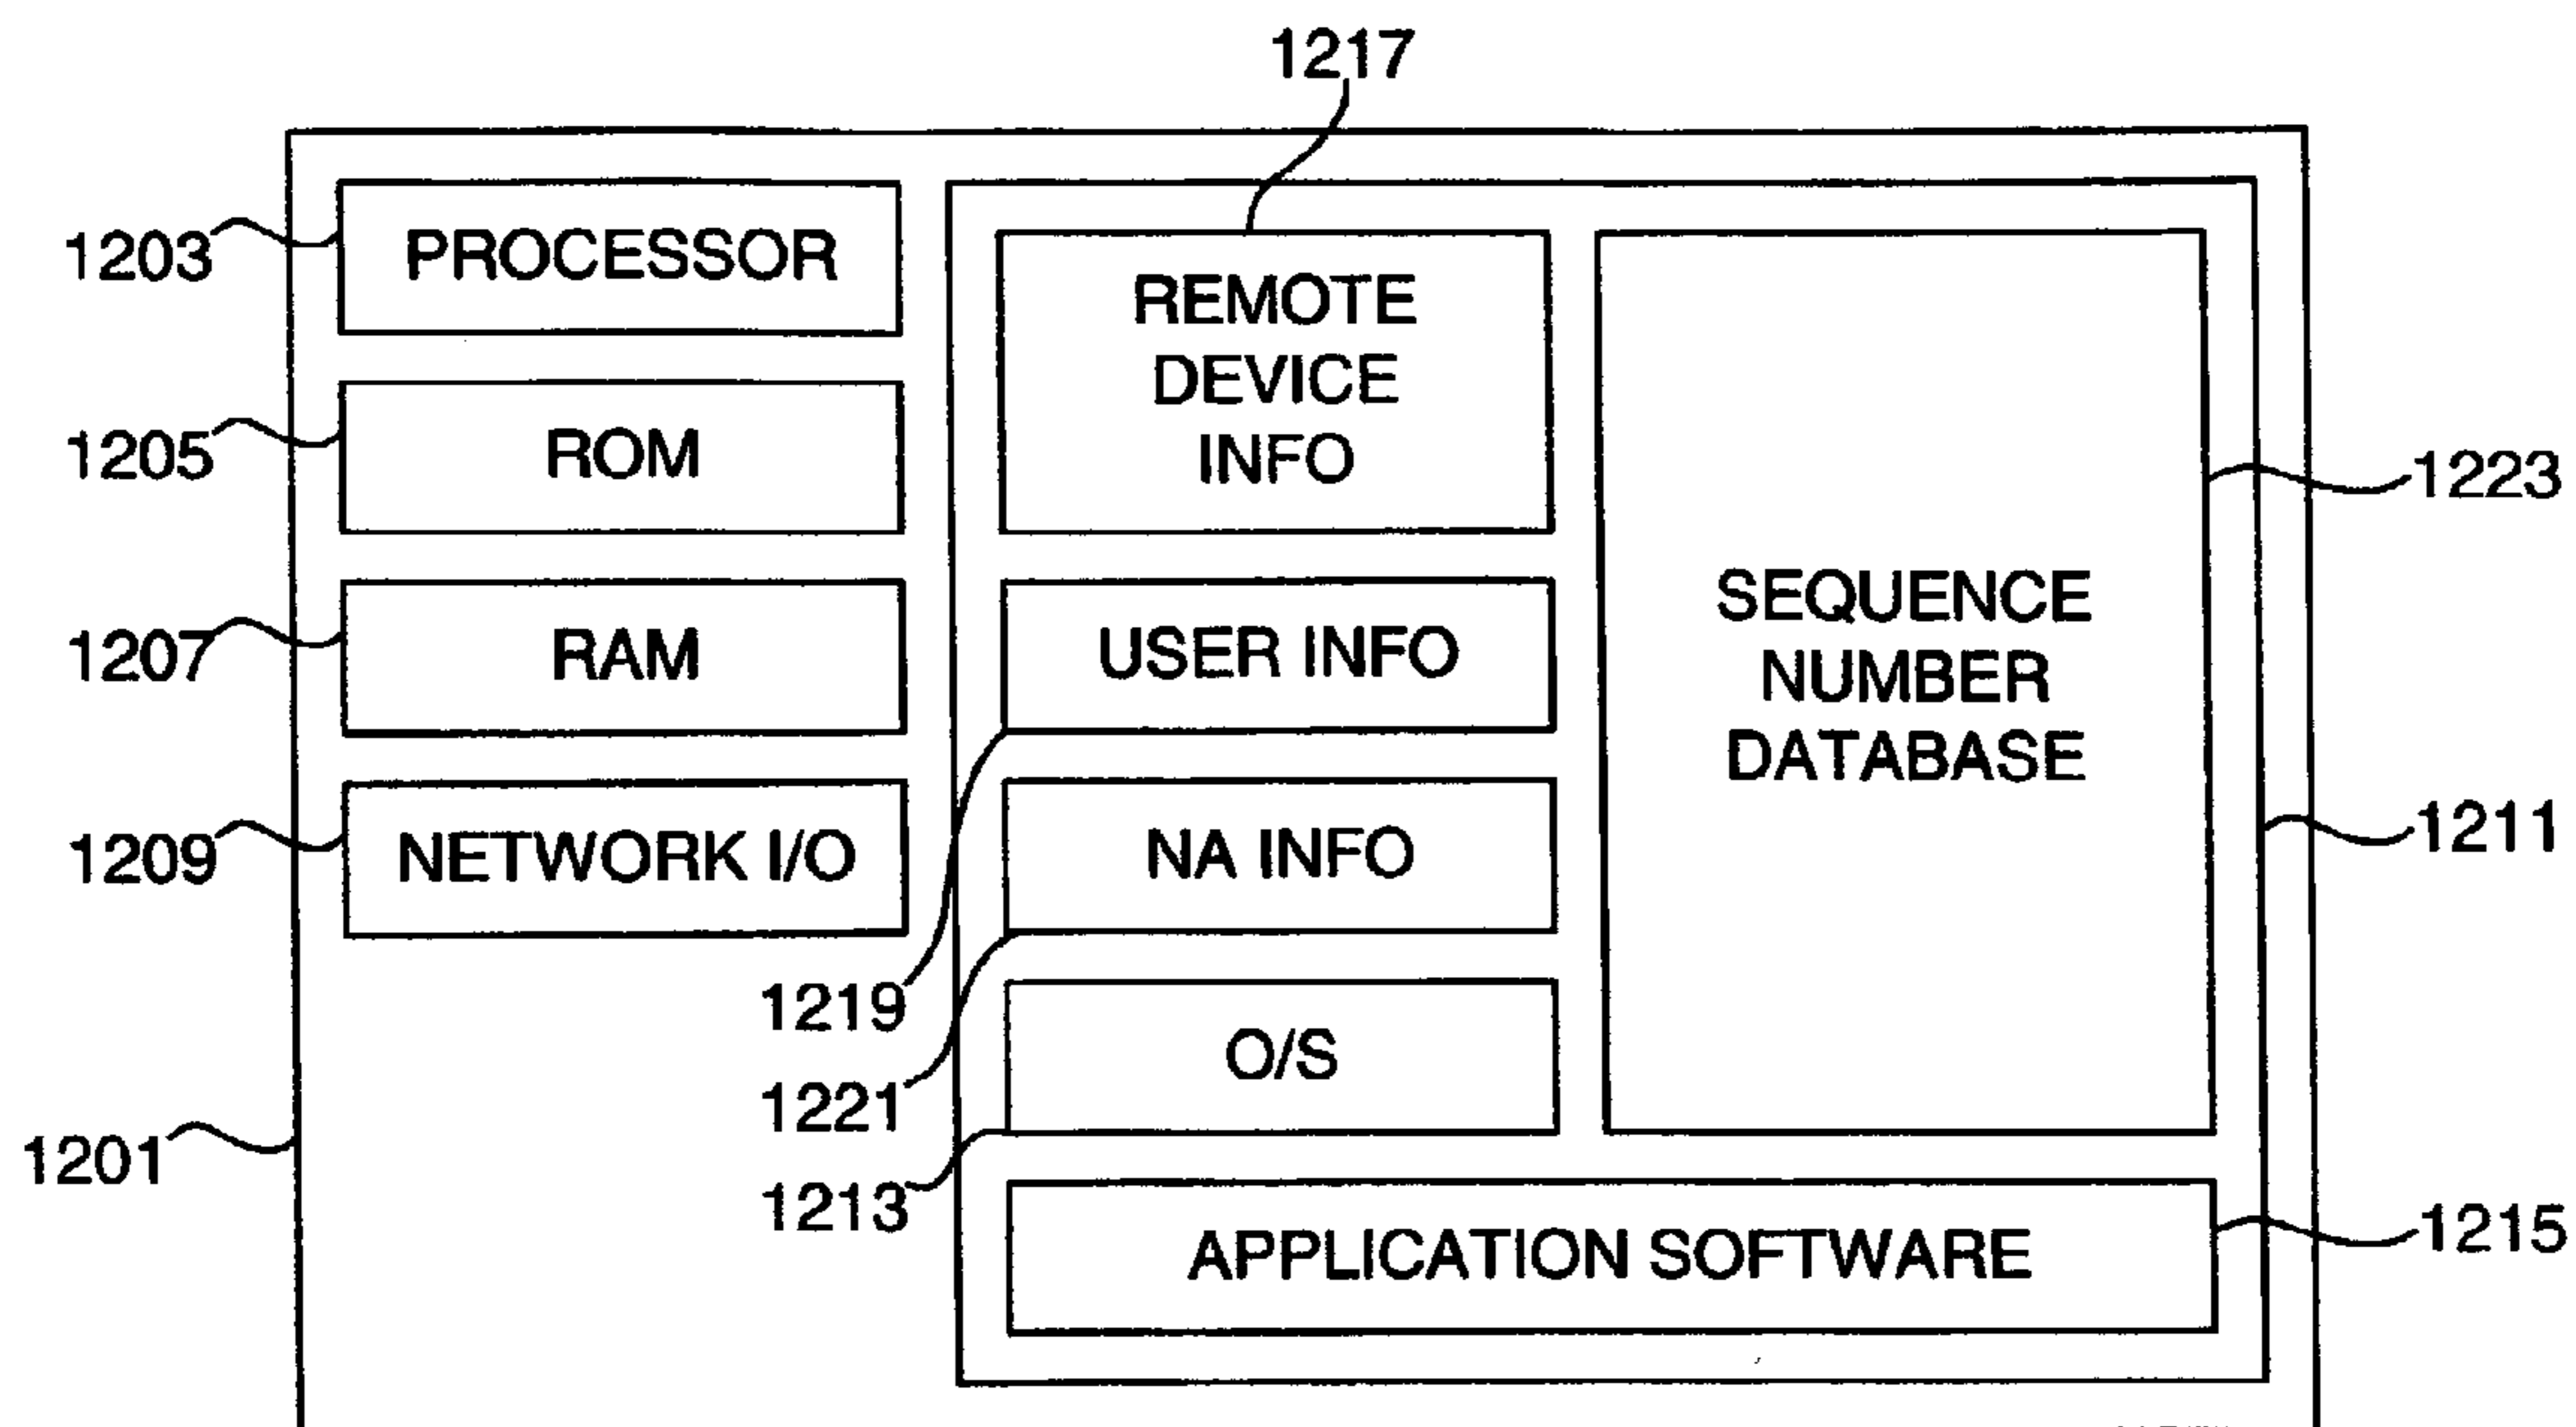 1217
1203
PROCESSOR
1205
ROM
1207
RAM
1209
NETWORK I/O
1201
REMOTE
DEVICE
INFO
USER INFO
1219
NA INFO
1221
O/S
1213
SEQUENCE
NUMBER
DATABASE
1223
1211
APPLICATION SOFTWARE
1215